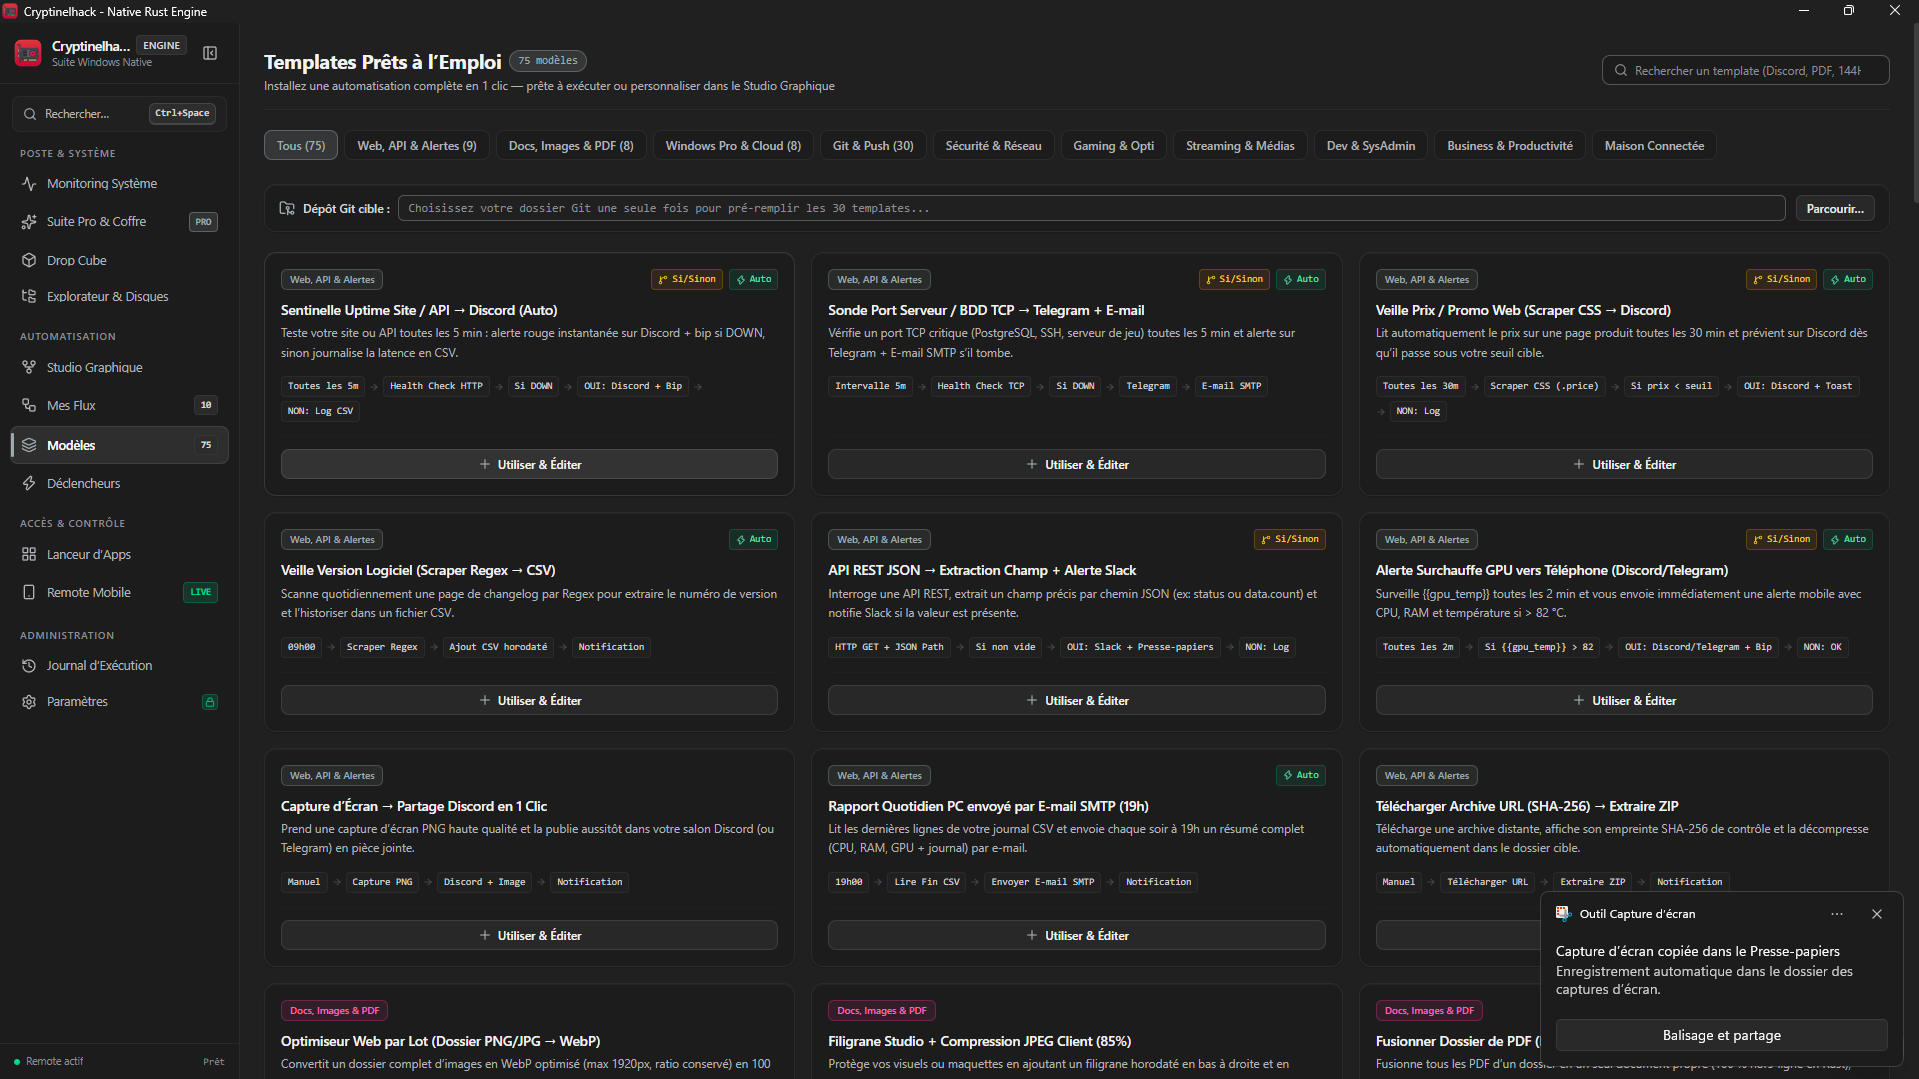 Cryptinelhack - Native Rust Engine
Cryptinelha... ENGINE
Suite Windows Native
Rechercher... Ctrl+Space
POSTE & SYSTÈME
Monitoring Système
Suite Pro & Coffre PRO
Drop Cube
Explorateur & Disques
AUTOMATISATION
Studio Graphique
Mes Flux 10
Modèles 75
Déclencheurs
ACCÈS & CONTRÔLE
Lanceur d'Apps
Remote Mobile LIVE
ADMINISTRATION
Journal d'Exécution
Paramètres
Remote actif Prêt
Templates Prêts à l'Emploi 75 modèles
Installez une automatisation complète en 1 clic — prête à exécuter ou personnaliser dans le Studio Graphique
Rechercher un template (Discord, PDF, 144H
Tous (75) Web, API & Alertes (9) Docs, Images & PDF (8) Windows Pro & Cloud (8) Git & Push (30) Sécurité & Réseau Gaming & Opti Streaming & Médias Dev & SysAdmin Business & Productivité Maison Connectée
Dépôt Git cible : Choisissez votre dossier Git une seule fois pour pré-remplir les 30 templates... Parcourir...
Web, API & Alertes Si/Sinon Auto
Sentinelle Uptime Site / API → Discord (Auto)
Teste votre site ou API toutes les 5 min : alerte rouge instantanée sur Discord + bip si DOWN,
sinon journalise la latence en CSV.
Toutes les 5m → Health Check HTTP → Si DOWN → OUI: Discord + Bip →
NON: Log CSV
+ Utiliser & Éditer
Web, API & Alertes Si/Sinon Auto
Sonde Port Serveur / BDD TCP → Telegram + E-mail
Vérifie un port TCP critique (PostgreSQL, SSH, serveur de jeu) toutes les 5 min et alerte sur
Telegram + E-mail SMTP s'il tombe.
Intervalle 5m → Health Check TCP → Si DOWN → Telegram → E-mail SMTP
+ Utiliser & Éditer
Web, API & Alertes Si/Sinon Auto
Veille Prix / Promo Web (Scraper CSS → Discord)
Lit automatiquement le prix sur une page produit toutes les 30 min et prévient sur Discord dès
qu'il passe sous votre seuil cible.
Toutes les 30m → Scraper CSS (.price) → Si prix < seuil → OUI: Discord + Toast
→ NON: Log
+ Utiliser & Éditer
Web, API & Alertes Auto
Veille Version Logiciel (Scraper Regex → CSV)
Scanne quotidiennement une page de changelog par Regex pour extraire le numéro de version
et l'historiser dans un fichier CSV.
09h00 → Scraper Regex → Ajout CSV horodaté → Notification
+ Utiliser & Éditer
Web, API & Alertes Si/Sinon
API REST JSON → Extraction Champ + Alerte Slack
Interroge une API REST, extrait un champ précis par chemin JSON (ex: status ou data.count) et
notifie Slack si la valeur est présente.
HTTP GET + JSON Path → Si non vide → OUI: Slack + Presse-papiers → NON: Log
+ Utiliser & Éditer
Web, API & Alertes Si/Sinon Auto
Alerte Surchauffe GPU vers Téléphone (Discord/Telegram)
Surveille {{gpu_temp}} toutes les 2 min et vous envoie immédiatement une alerte mobile avec
CPU, RAM et température si > 82 °C.
Toutes les 2m → Si {{gpu_temp}} > 82 → OUI: Discord/Telegram + Bip → NON: OK
+ Utiliser & Éditer
Web, API & Alertes
Capture d'Écran → Partage Discord en 1 Clic
Prend une capture d'écran PNG haute qualité et la publie aussitôt dans votre salon Discord (ou
Telegram) en pièce jointe.
Manuel → Capture PNG → Discord + Image → Notification
+ Utiliser & Éditer
Web, API & Alertes Auto
Rapport Quotidien PC envoyé par E-mail SMTP (19h)
Lit les dernières lignes de votre journal CSV et envoie chaque soir à 19h un résumé complet
(CPU, RAM, GPU + journal) par e-mail.
19h00 → Lire Fin CSV → Envoyer E-mail SMTP → Notification
+ Utiliser & Éditer
Web, API & Alertes
Télécharger Archive URL (SHA-256) → Extraire ZIP
Télécharge une archive distante, affiche son empreinte SHA-256 de contrôle et la décompresse
automatiquement dans le dossier cible.
Manuel → Télécharger URL → Extraire ZIP → Notification
Docs, Images & PDF
Optimiseur Web par Lot (Dossier PNG/JPG → WebP)
Convertit un dossier complet d'images en WebP optimisé (max 1920px, ratio conservé) en 100
Docs, Images & PDF
Filigrane Studio + Compression JPEG Client (85%)
Protège vos visuels ou maquettes en ajoutant un filigrane horodaté en bas à droite et en
Docs, Images & PDF
Fusionner Dossier de PDF (
Fusionne tous les PDF d'un dossier
Outil Capture d'écran
Capture d'écran copiée dans le Presse-papiers
Enregistrement automatique dans le dossier des
captures d'écran.
Balisage et partage